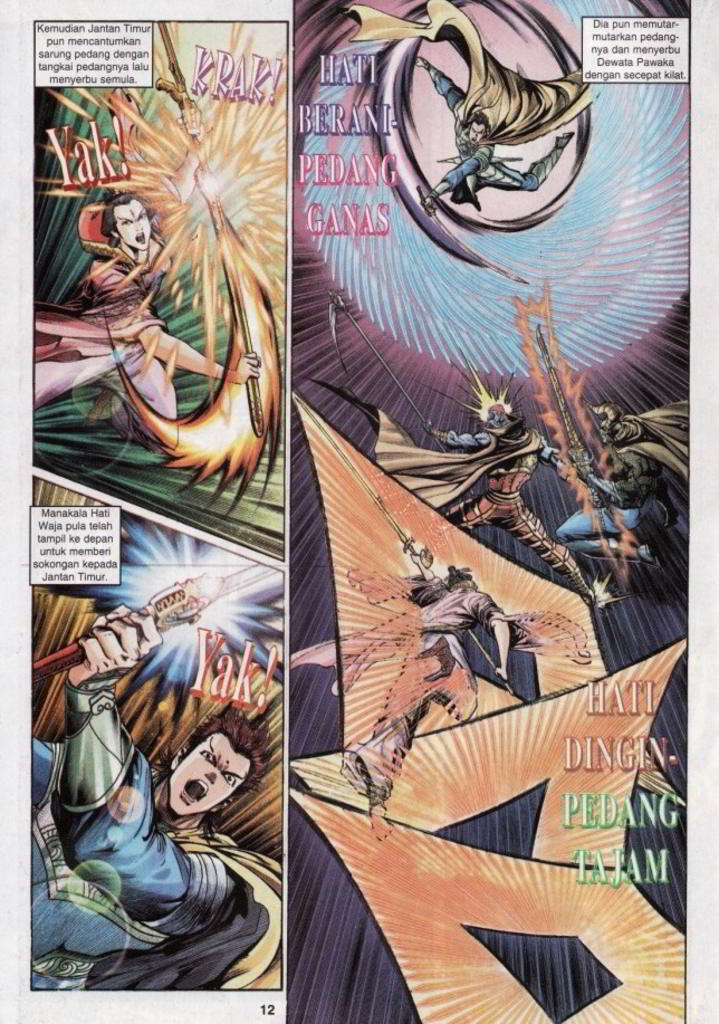 Kemudian Jantan Timur
pun mencantumkan
sarung pedang dengan
tangkai pedangnya lalu
menyerbu semula.
KRAK!
Yak!
Manakala Hati
Waja pula telah
tampil ke depan
untuk memberi
sokongan kepada
Jantan Timur.
Yak!
Dia pun memutar-
mutarkan pedang-
nya dan menyerbu
Dewata Pawaka
dengan secepat kilat.
HATI
BERANI-
PEDANG
GANAS
HATI
DINGIN-
PEDANG
TAJAM
12